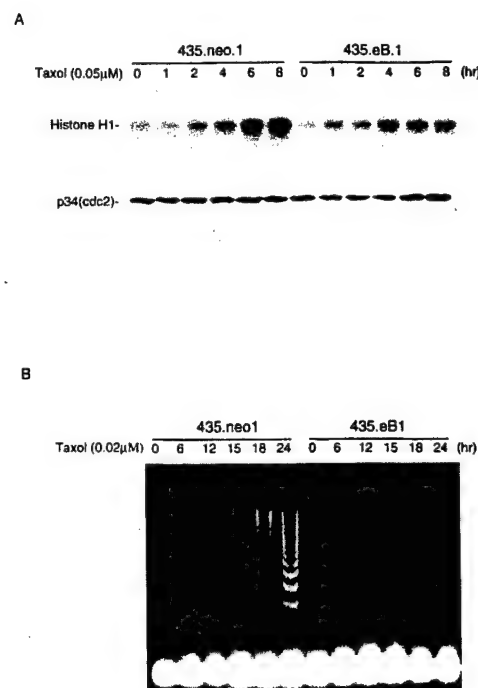 A
435.neo.1 435.eB.1
Taxol (0.05µM) 0 1 2 4 6 8 0 1 2 4 6 8 (hr)
Histone H1-
p34(cdc2)-
B
435.neo1 435.eB1
Taxol (0.02µM) 0 6 12 15 18 24 0 6 12 15 18 24 (hr)